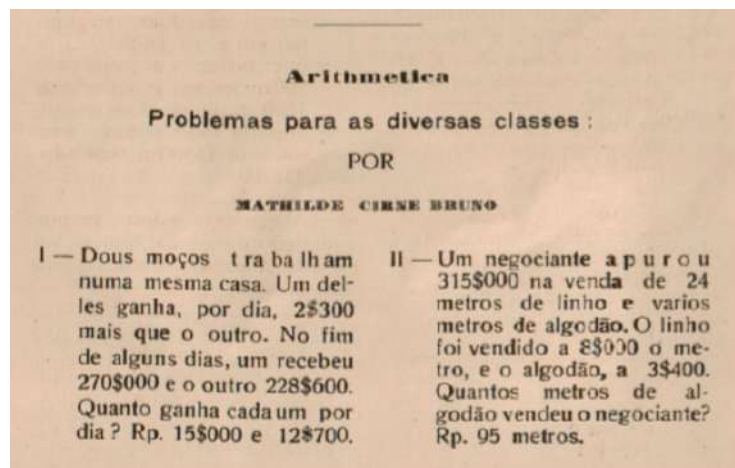 Arithmetica
Problemas para as diversas classes :
POR
MATHILDE CIRNE BRUNO
I — Dous moços trabalham
numa mesma casa. Um del-
les ganha, por dia, 2$300
mais que o outro. No fim
de alguns dias, um recebeu
270$000 e o outro 228$600.
Quanto ganha cada um por
dia ? Rp. 15$000 e 12$700.
II — Um negociante apurou
315$000 na venda de 24
metros de linho e varios
metros de algodão. O linho
foi vendido a 8$000 o me-
tro, e o algodão, a 3$400.
Quantos metros de al-
godão vendeu o negociante?
Rp. 95 metros.